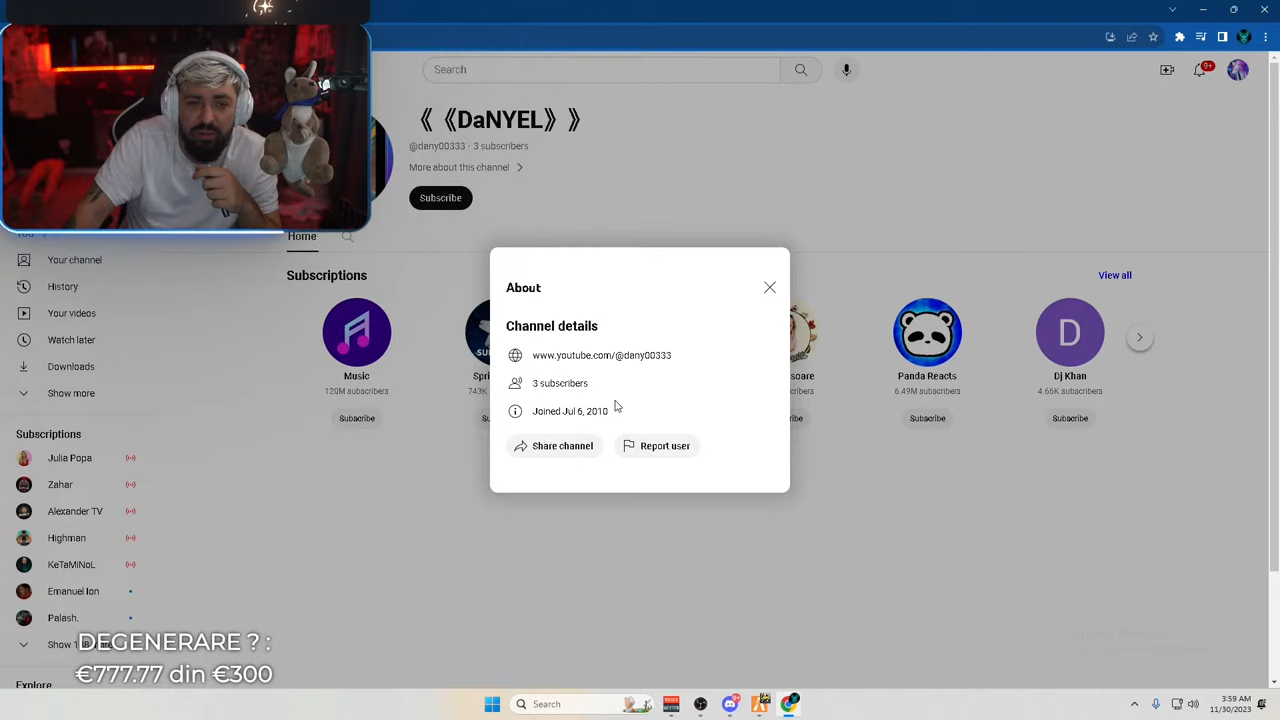 Search
9+
《《DaNYEL》》
@dany00333 · 3 subscribers
More about this channel
Subscribe
You
Home
Your channel
History
Your videos
Watch later
Downloads
Show more
Subscriptions
View all
Music
120M subscribers
Subscribe
743K
Panda Reacts
6.49M subscribers
Subscribe
Dj Khan
4.66K subscribers
Subscribe
D
About
Channel details
www.youtube.com/@dany00333
3 subscribers
Joined Jul 6, 2010
Share channel
Report user
Subscriptions
Julia Popa
Zahar
Alexander TV
Highman
KeTaMiNoL
Emanuel Ion
Palash.
Show
Explore
DEGENERARE ? :
€777.77 din €300
Search
3:59 AM
11/30/2023